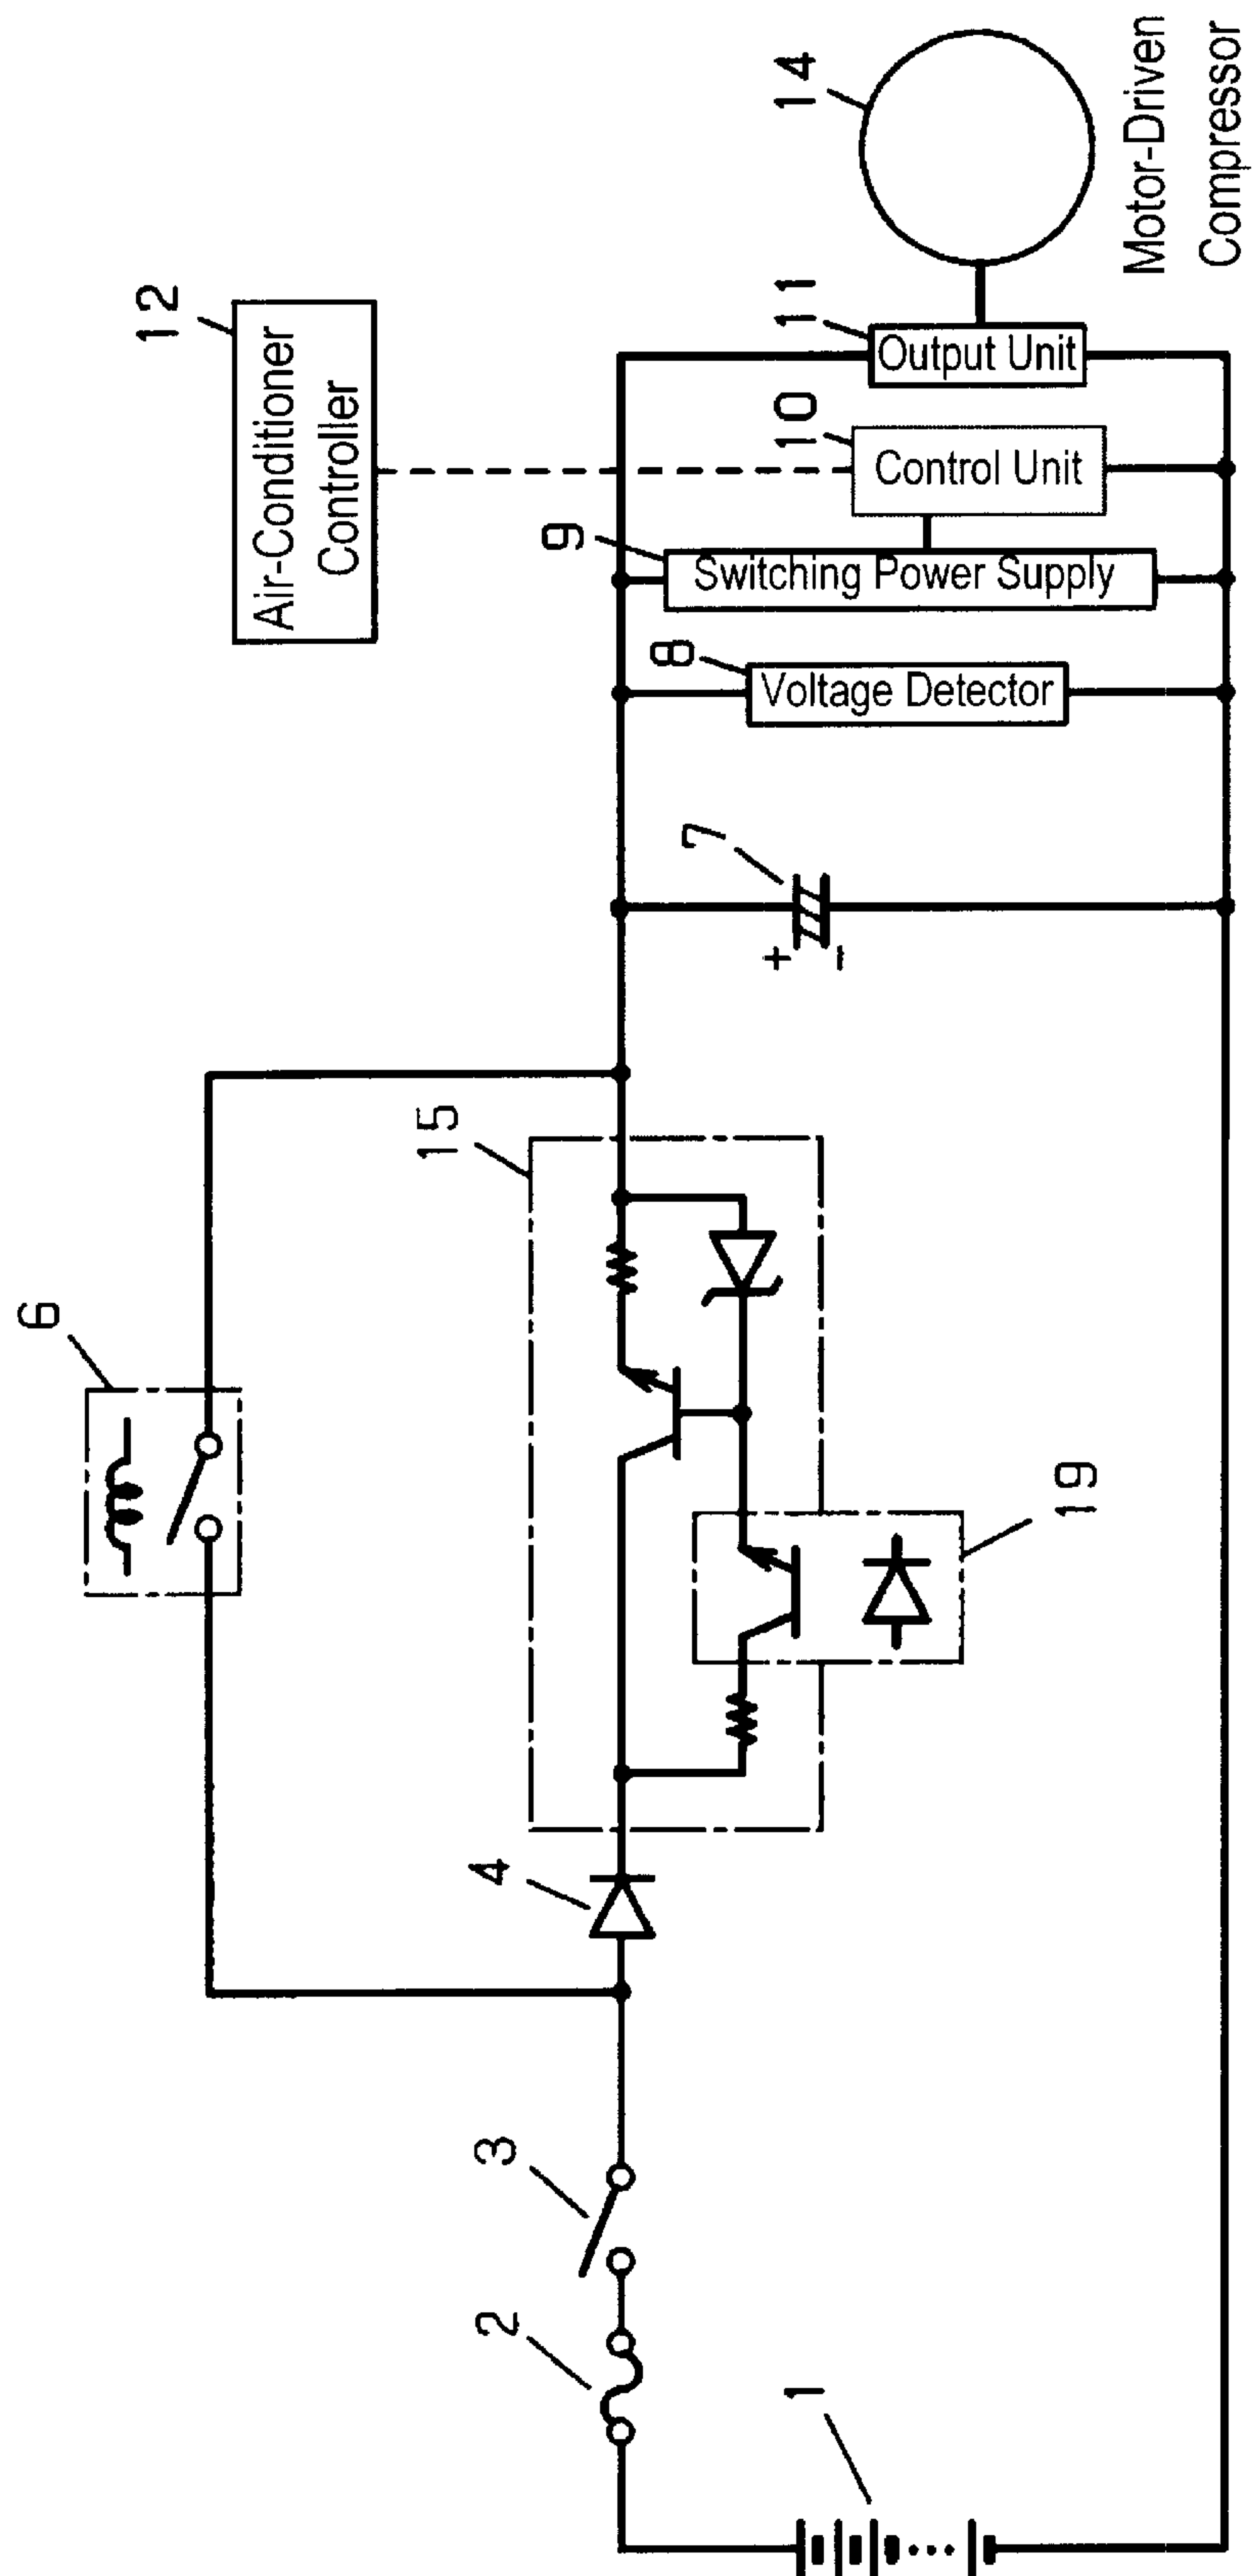 6
12
Air-Conditioner
Controller
15
4
3
2
1
19
7
+
-
8
Voltage Detector
9
Switching Power Supply
10
Control Unit
11
Output Unit
14
Motor-Driven
Compressor